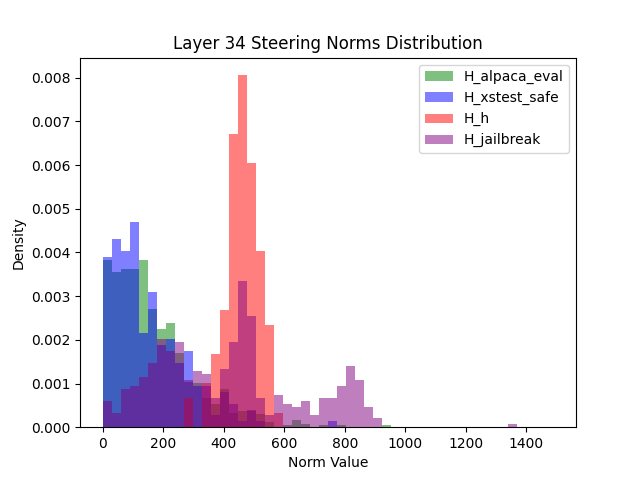 Layer 34 Steering Norms Distribution
H_alpaca_eval
H_xstest_safe
H_h
H_jailbreak
0.008
0.007
0.006
0.005
0.004
0.003
0.002
0.001
0.000
Density
0 200 400 600 800 1000 1200 1400
Norm Value